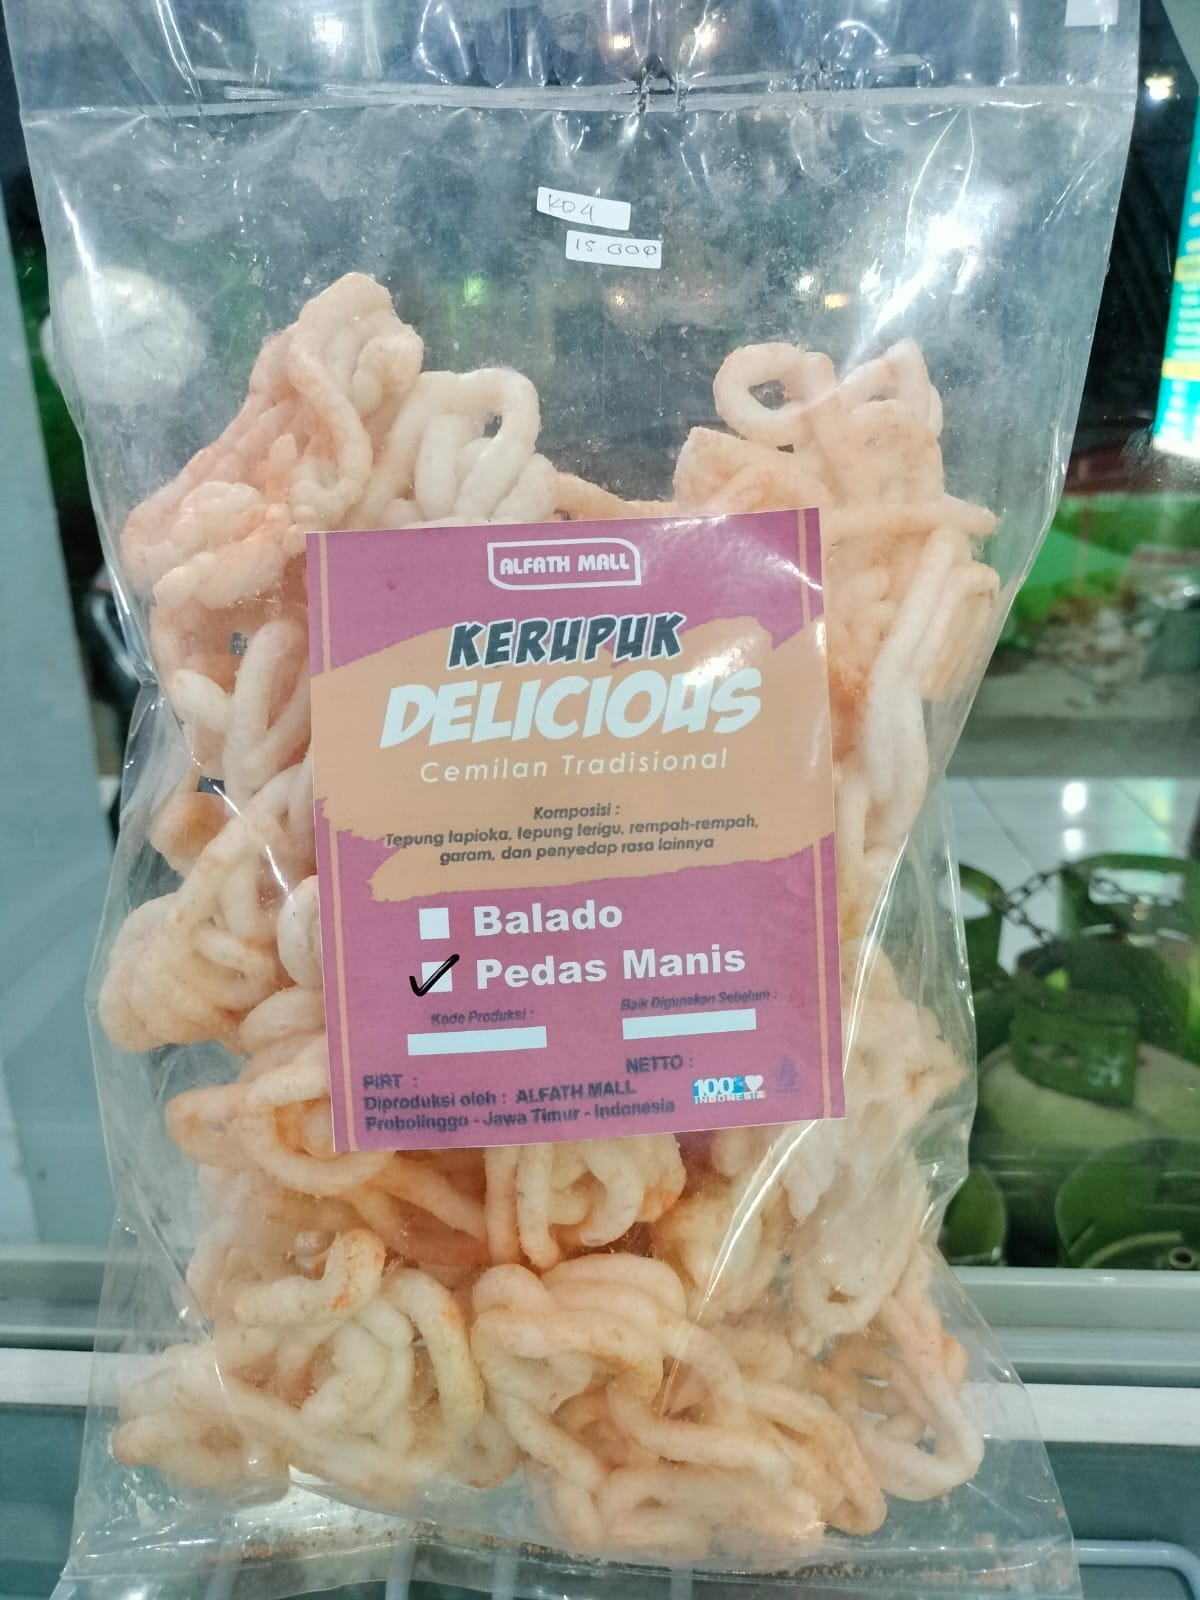 KD4
15.000
ALFATH MALL
KERUPUK
DELICIOUS
Cemilan Tradisional
Komposisi :
Tepung tapioka, tepung terigu, rempah-rempah,
garam, dan penyedap rasa lainnya
Balado
Pedas Manis
Kode Produksi :
Baik Digunakan Sebelum :
NETTO :
PIRT :
Diproduksi oleh : ALFATH MALL
Probolinggo - Jawa Timur - Indonesia
100%
INDONESIA